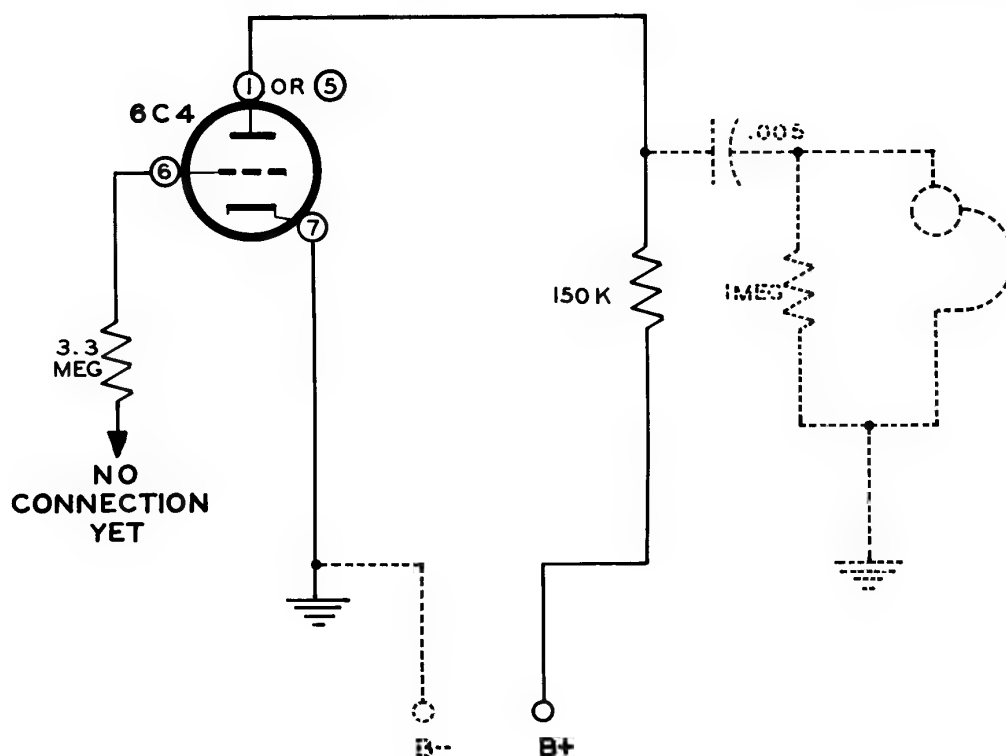 ① OR ⑤
6C4
⑥
⑦
.005
150K
1MEG
3.3
MEG
NO
CONNECTION
YET
B--
B+